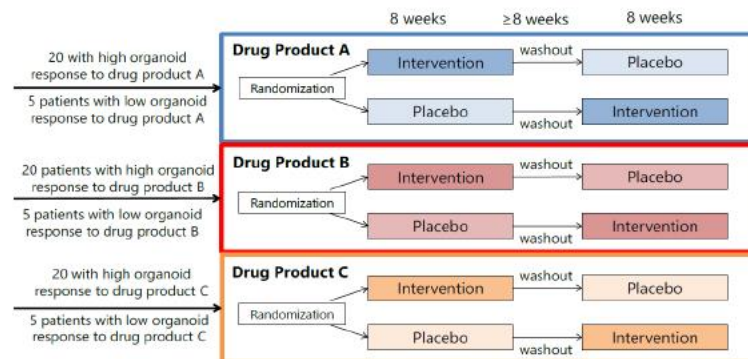 8 weeks ≥8 weeks 8 weeks
20 with high organoid
response to drug product A
5 patients with low organoid
response to drug product A
Drug Product A
Randomization
Intervention
washout
Placebo
Placebo
washout
Intervention
20 patients with high organoid
response to drug product B
5 patients with low organoid
response to drug product B
Drug Product B
Randomization
Intervention
washout
Placebo
Placebo
washout
Intervention
20 with high organoid
response to drug product C
5 patients with low organoid
response to drug product C
Drug Product C
Randomization
Intervention
washout
Placebo
Placebo
washout
Intervention